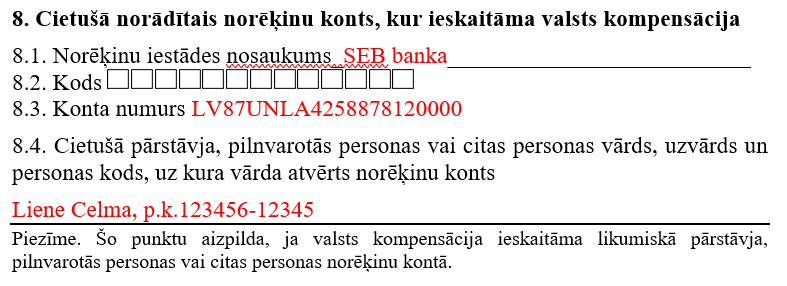 8. Cietušā norādītais norēķinu konts, kur ieskaitāma valsts kompensācija
8.1. Norēķinu iestādes nosaukums__SEB banka____________________________
8.2. Kods □□□□□□□□□□□□□
8.3. Konta numurs LV87UNLA4258878120000
8.4. Cietušā pārstāvja, pilnvarotās personas vai citas personas vārds, uzvārds un
personas kods, uz kura vārda atvērts norēķinu konts
Liene Celma, p.k.123456-12345
Piezīme. Šo punktu aizpilda, ja valsts kompensācija ieskaitāma likumiskā pārstāvja,
pilnvarotās personas vai citas personas norēķinu kontā.